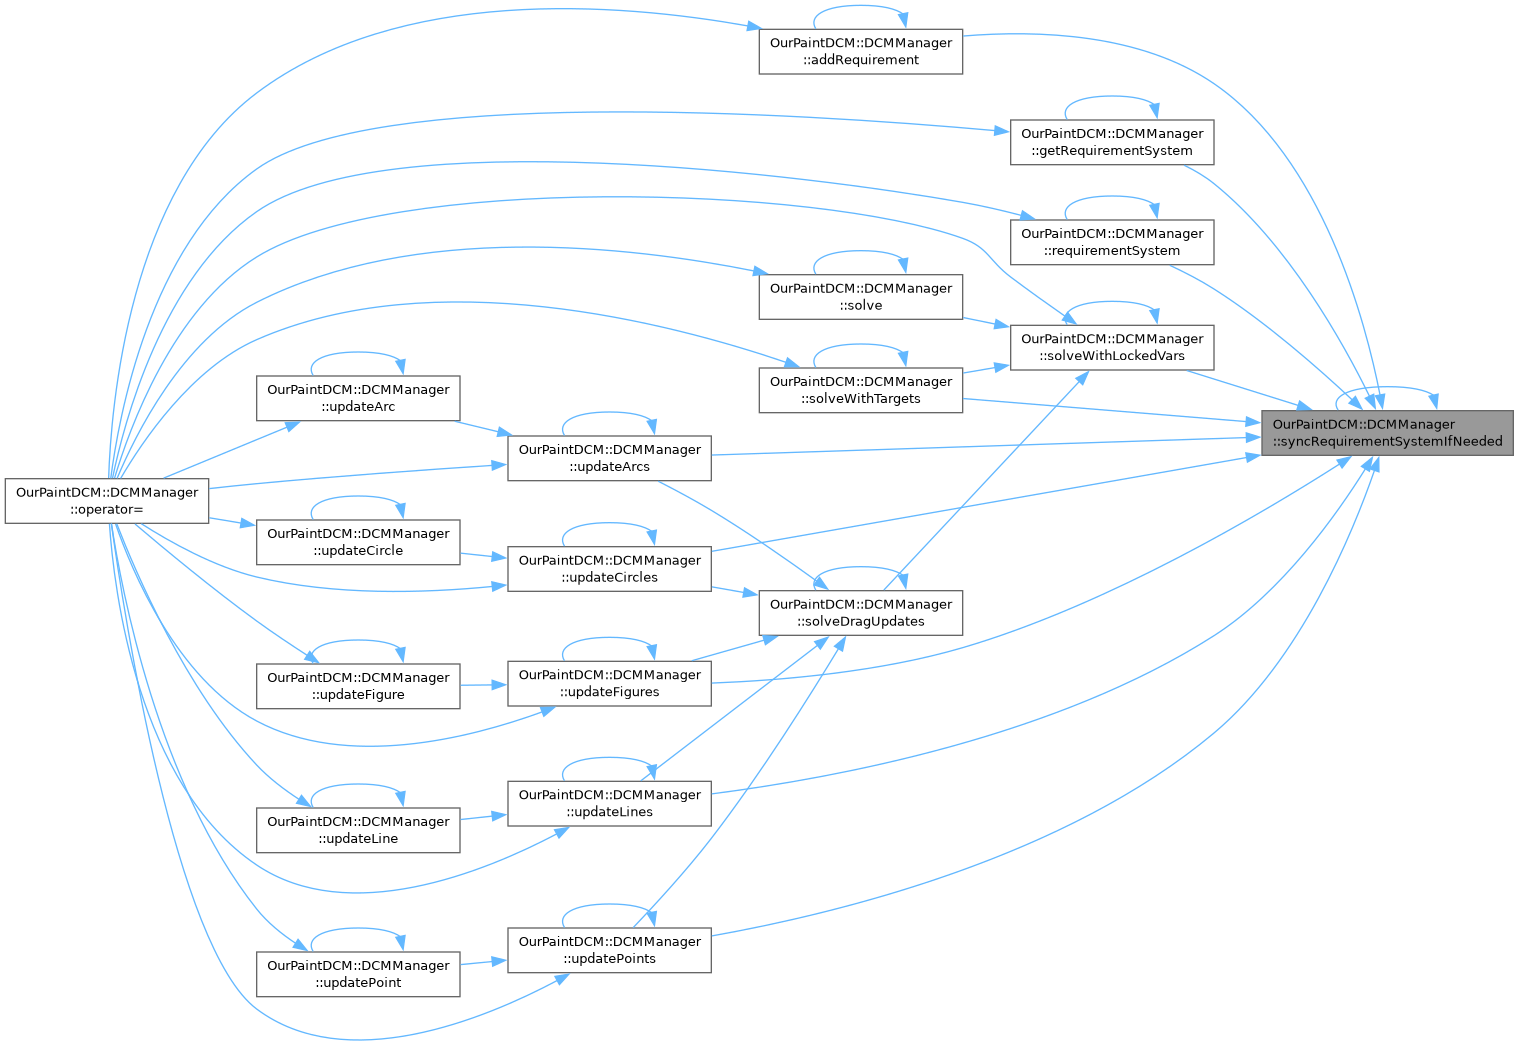 OurPaintDCM::DCMManager
::addRequirement
OurPaintDCM::DCMManager
::getRequirementSystem
OurPaintDCM::DCMManager
::requirementSystem
OurPaintDCM::DCMManager
::solve
OurPaintDCM::DCMManager
::solveWithLockedVars
OurPaintDCM::DCMManager
::solveWithTargets
OurPaintDCM::DCMManager
::updateArc
OurPaintDCM::DCMManager
::syncRequirementSystemIfNeeded
OurPaintDCM::DCMManager
::updateArcs
OurPaintDCM::DCMManager
::operator=
OurPaintDCM::DCMManager
::updateCircle
OurPaintDCM::DCMManager
::updateCircles
OurPaintDCM::DCMManager
::solveDragUpdates
OurPaintDCM::DCMManager
::updateFigure
OurPaintDCM::DCMManager
::updateFigures
OurPaintDCM::DCMManager
::updateLines
OurPaintDCM::DCMManager
::updateLine
OurPaintDCM::DCMManager
::updatePoints
OurPaintDCM::DCMManager
::updatePoint